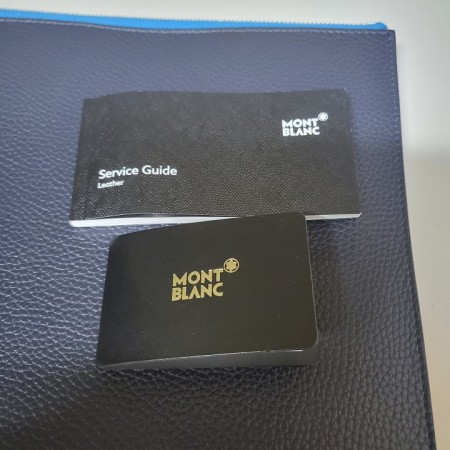 MONT
BLANC
Service Guide
Leather
MONT
BLANC